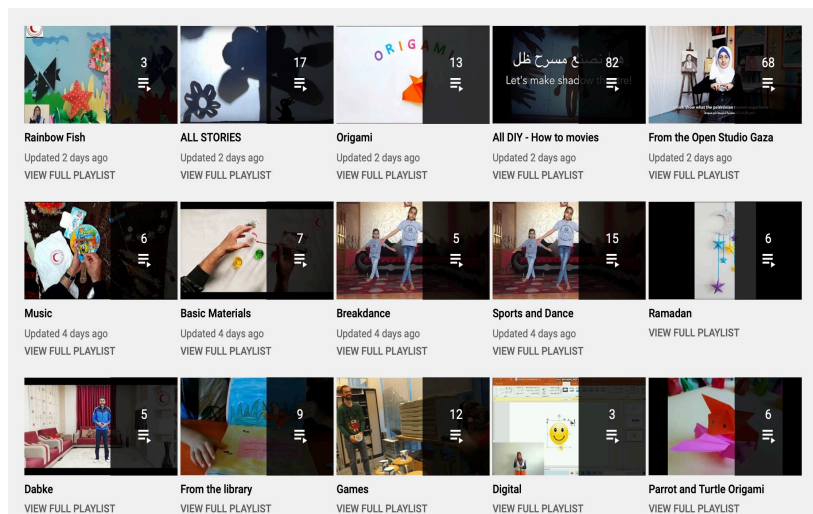 3
17
ORIGAMI
13
هيا نصنع مسرح ظل
Let's make shadow theatre!
82
68
Rainbow Fish
ALL STORIES
Origami
All DIY - How to movies
From the Open Studio Gaza
Updated 2 days ago
Updated 2 days ago
Updated 2 days ago
Updated 2 days ago
Updated 2 days ago
VIEW FULL PLAYLIST
VIEW FULL PLAYLIST
VIEW FULL PLAYLIST
VIEW FULL PLAYLIST
VIEW FULL PLAYLIST
6
7
5
15
6
Music
Basic Materials
Breakdance
Sports and Dance
Ramadan
Updated 4 days ago
Updated 4 days ago
Updated 4 days ago
Updated 4 days ago
VIEW FULL PLAYLIST
VIEW FULL PLAYLIST
VIEW FULL PLAYLIST
VIEW FULL PLAYLIST
VIEW FULL PLAYLIST
5
9
12
3
6
Dabke
From the library
Games
Digital
Parrot and Turtle Origami
VIEW FULL PLAYLIST
VIEW FULL PLAYLIST
VIEW FULL PLAYLIST
VIEW FULL PLAYLIST
VIEW FULL PLAYLIST